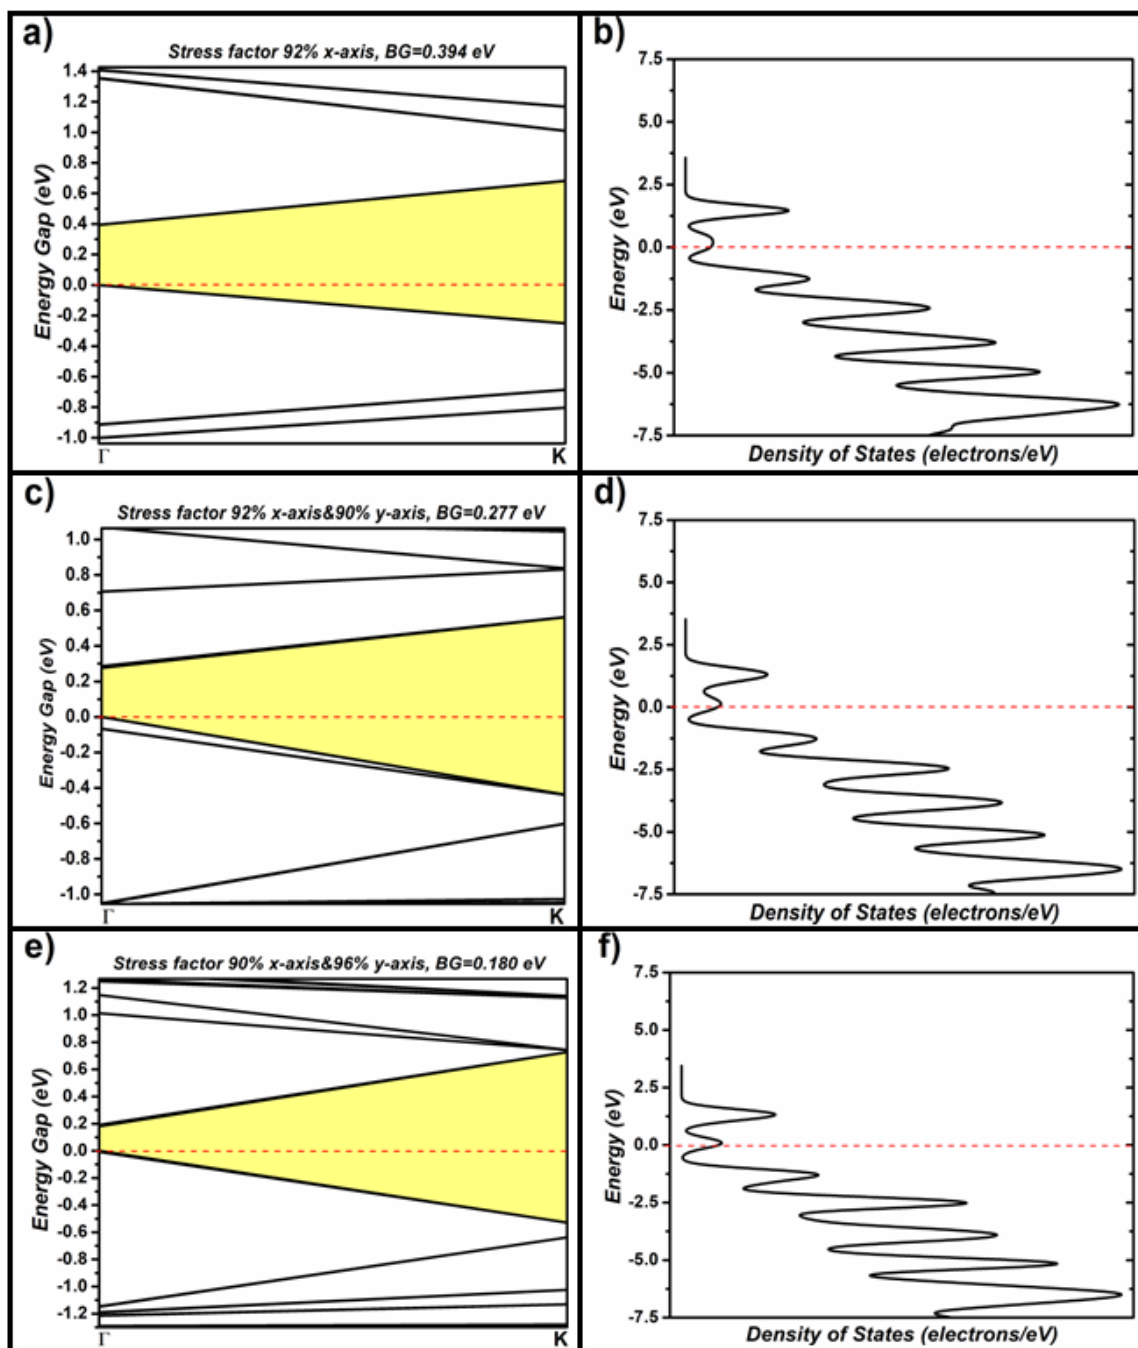 a)
Stress factor 92% x-axis, BG=0.394 eV
Energy Gap (eV)
1.4
1.2
1.0
0.8
0.6
0.4
0.2
0.0
-0.2
-0.4
-0.6
-0.8
-1.0
Γ K
b)
Energy (eV)
7.5
5.0
2.5
0.0
-2.5
-5.0
-7.5
Density of States (electrons/eV)
c)
Stress factor 92% x-axis&90% y-axis, BG=0.277 eV
Energy Gap (eV)
1.0
0.8
0.6
0.4
0.2
0.0
-0.2
-0.4
-0.6
-0.8
-1.0
Γ K
d)
Energy (eV)
7.5
5.0
2.5
0.0
-2.5
-5.0
-7.5
Density of States (electrons/eV)
e)
Stress factor 90% x-axis&96% y-axis, BG=0.180 eV
Energy Gap (eV)
1.2
1.0
0.8
0.6
0.4
0.2
0.0
-0.2
-0.4
-0.6
-0.8
-1.0
-1.2
Γ K
f)
Energy (eV)
7.5
5.0
2.5
0.0
-2.5
-5.0
-7.5
Density of States (electrons/eV)